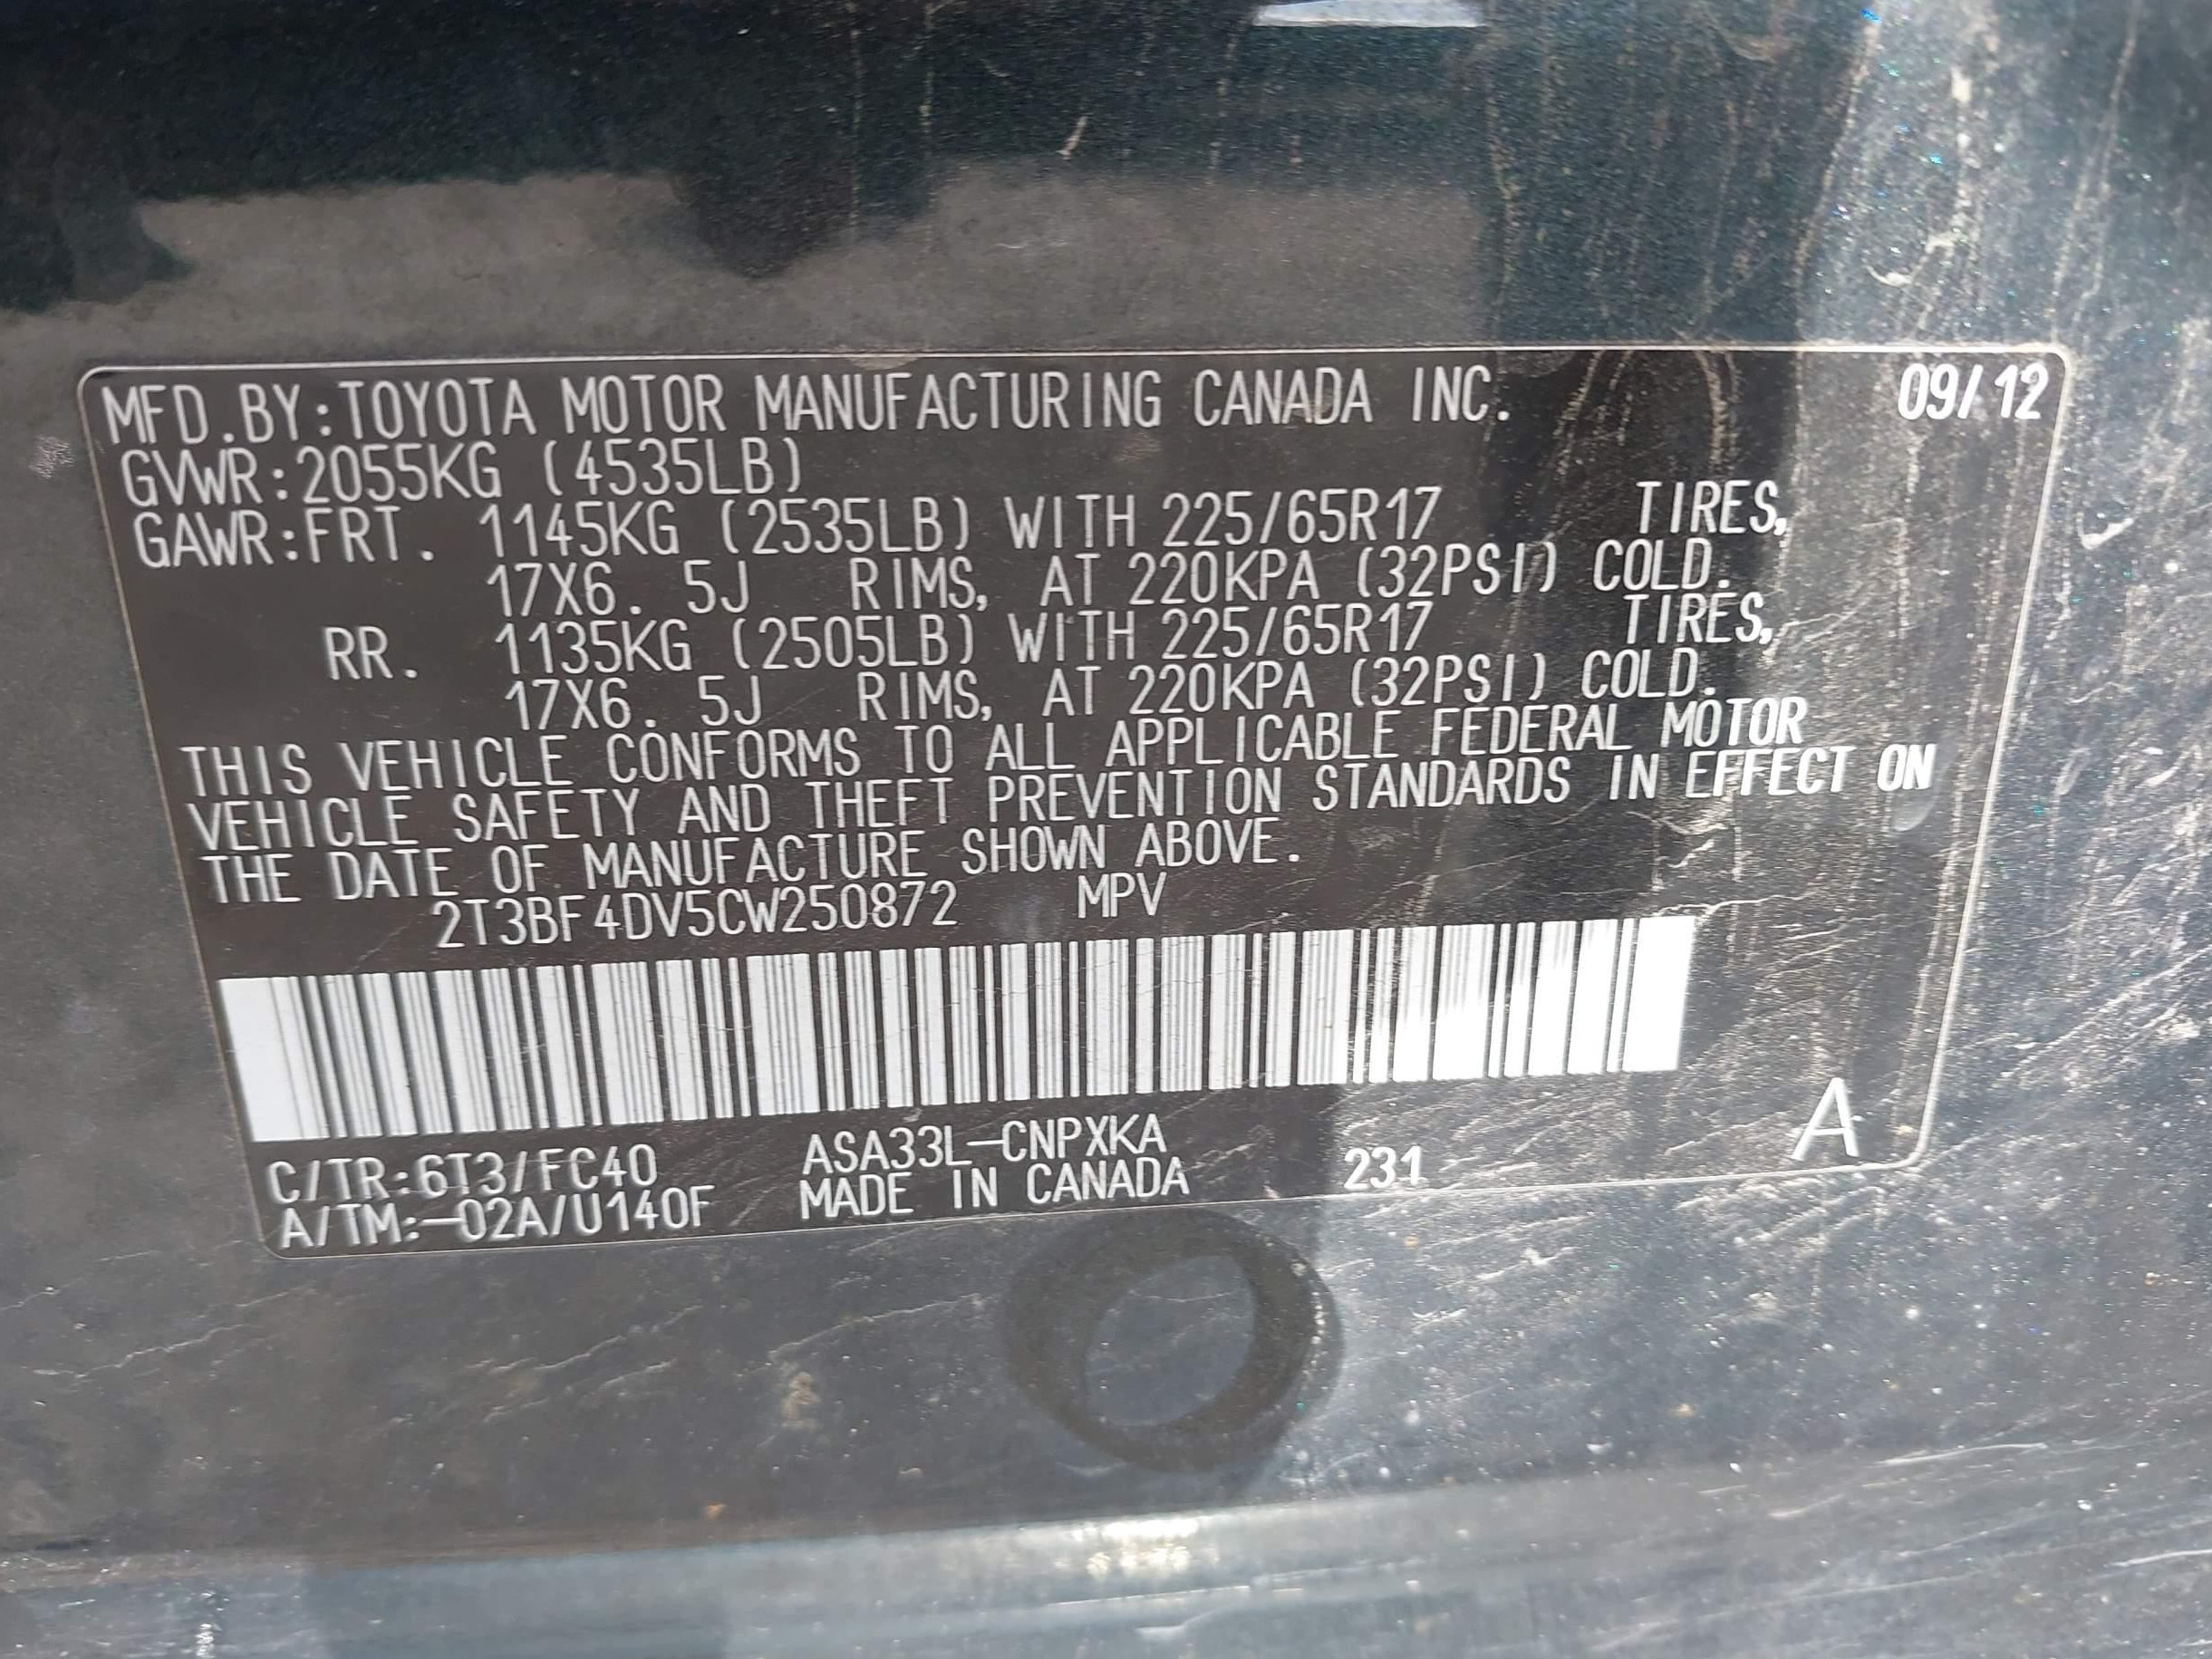 MFD.BY:TOYOTA MOTOR MANUFACTURING CANADA INC. 09/12
GVWR:2055KG (4535LB)
GAWR:FRT. 1145KG (2535LB) WITH 225/65R17 TIRES,
17X6. 5J RIMS, AT 220KPA (32PSI) COLD.
RR. 1135KG (2505LB) WITH 225/65R17 TIRES,
17X6. 5J RIMS, AT 220KPA (32PSI) COLD.
THIS VEHICLE CONFORMS TO ALL APPLICABLE FEDERAL MOTOR
VEHICLE SAFETY AND THEFT PREVENTION STANDARDS IN EFFECT ON
THE DATE OF MANUFACTURE SHOWN ABOVE.
2T3BF4DV5CW250872 MPV
C/TR:6T3/FC40 ASA33L-CNPXKA
A/TM:-02A/U140F MADE IN CANADA 231 A